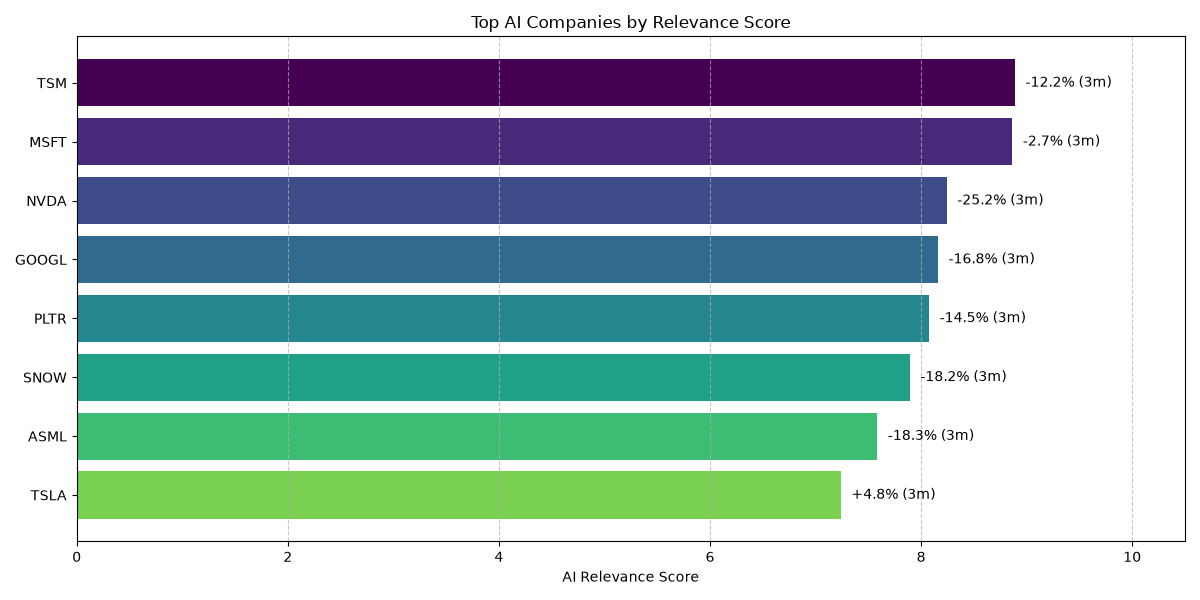 Top AI Companies by Relevance Score
TSM -12.2% (3m)
MSFT -2.7% (3m)
NVDA -25.2% (3m)
GOOGL -16.8% (3m)
PLTR -14.5% (3m)
SNOW -18.2% (3m)
ASML -18.3% (3m)
TSLA +4.8% (3m)
0 2 4 6 8 10
AI Relevance Score